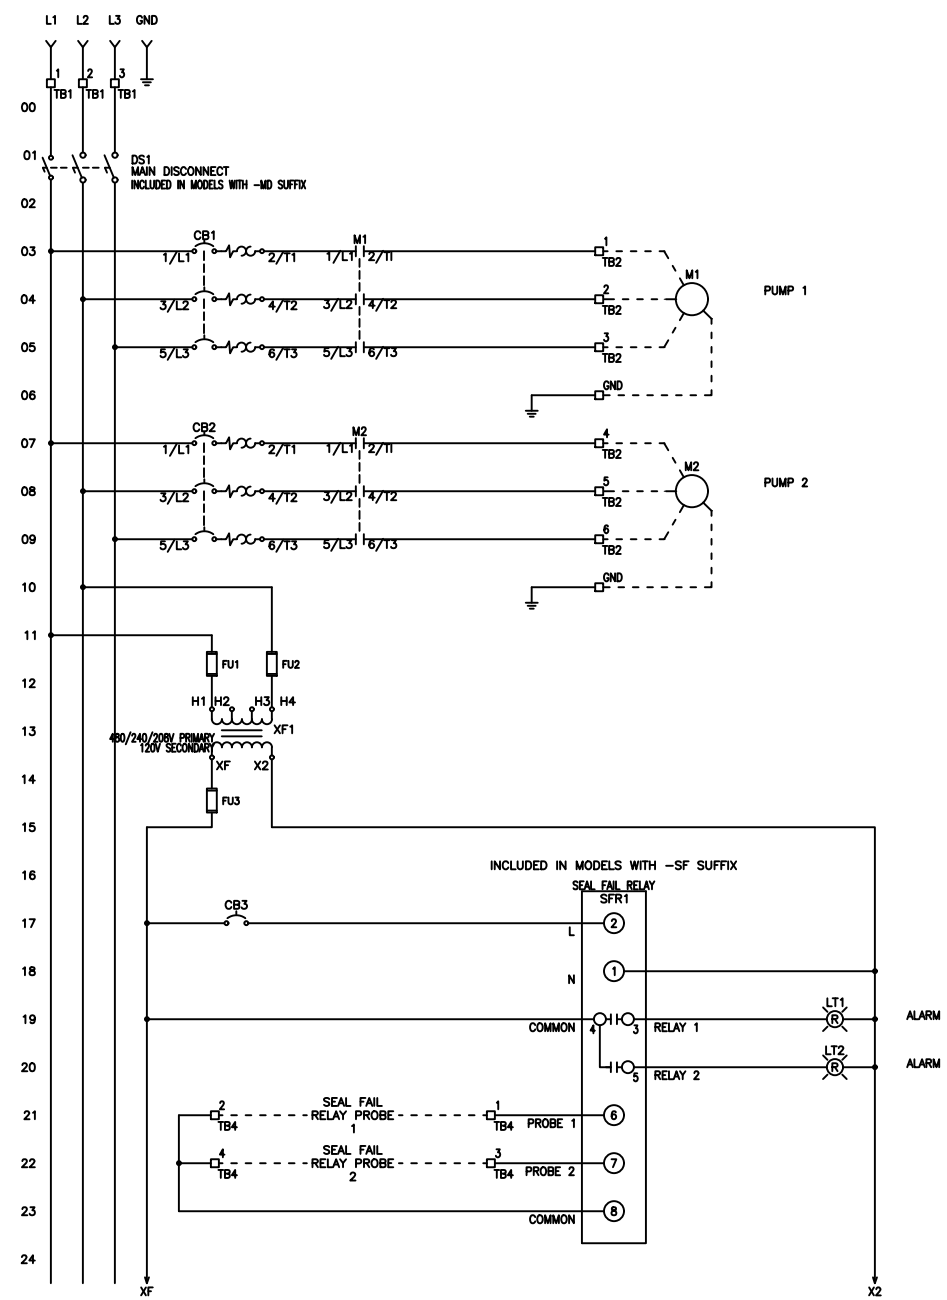 L1 L2 L3 GND
1 2 3
TB1 TB1 TB1
00
01 DS1
MAIN DISCONNECT
INCLUDED IN MODELS WITH -MD SUFFIX
02
CB1 M1 1
03 1/L1 2/T1 1/L1 2/T1 TB2
M1
2 PUMP 1
04 3/L2 4/T2 3/L2 4/T2 TB2
3
05 5/L3 6/T3 5/L3 6/T3 TB2
GND
06
CB2 M2 4
07 1/L1 2/T1 1/L1 2/T1 TB2
M2
5 PUMP 2
08 3/L2 4/T2 3/L2 4/T2 TB2
6
09 5/L3 6/T3 5/L3 6/T3 TB2
GND
10
11
FU1 FU2
12
H1 H2 H3 H4
13 XF1
480/240/208V PRIMARY
120V SECONDARY
XF X2
14
FU3
15
16 INCLUDED IN MODELS WITH -SF SUFFIX
SEAL FAIL RELAY
SFR1
CB3
17 2
L
18 1
N
LT1
19 R ALARM
COMMON 4 3 RELAY 1
LT2
20 R ALARM
5 RELAY 2
SEAL FAIL
2 RELAY PROBE 1
21 6
TB4 1 TB4 PROBE 1
SEAL FAIL
4 RELAY PROBE 3
22 7
TB4 2 TB4 PROBE 2
23 8
COMMON
24
XF X2